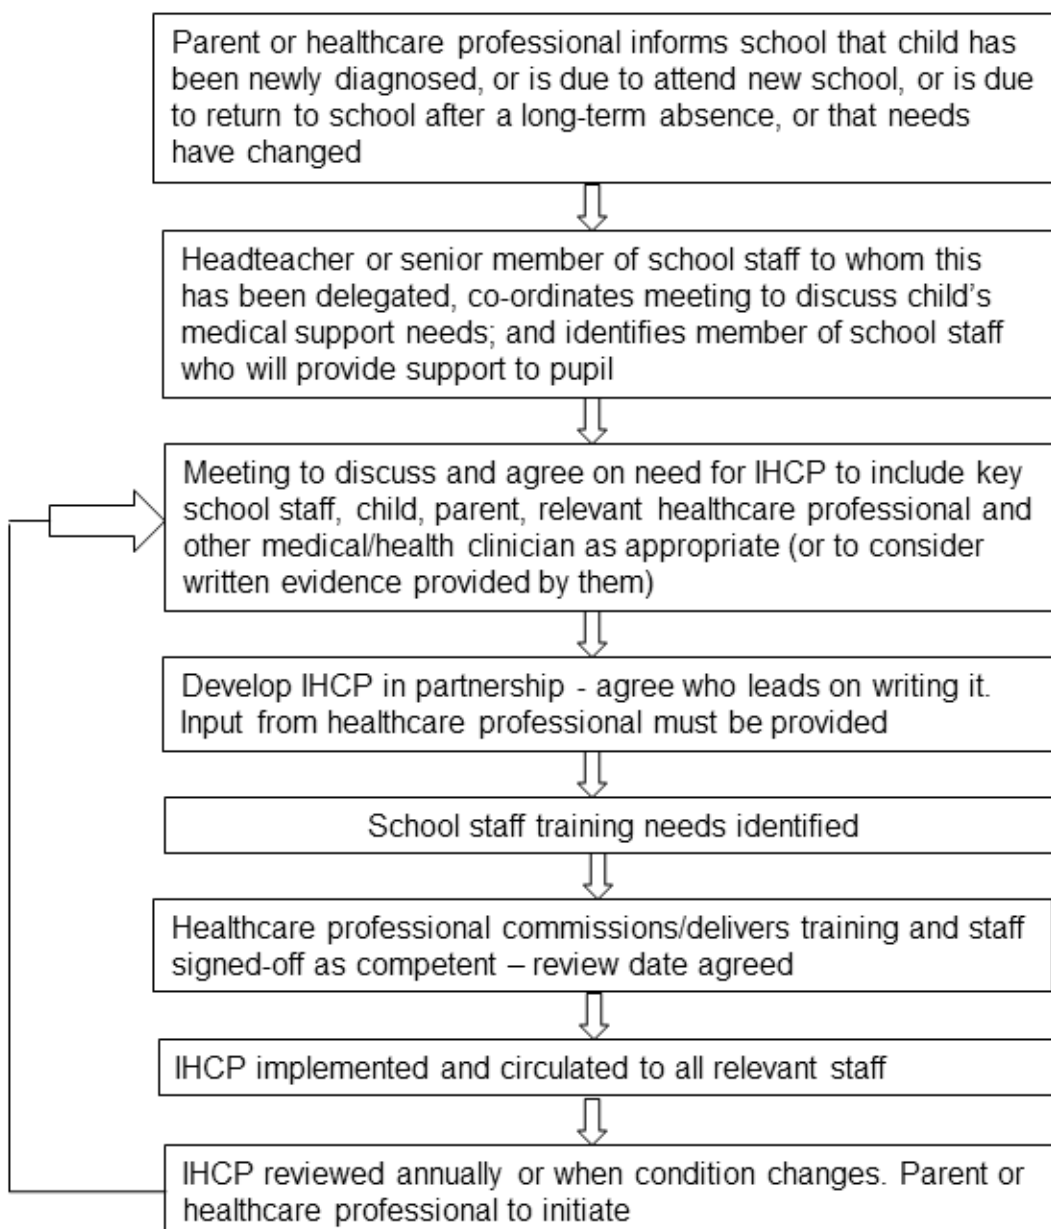 Parent or healthcare professional informs school that child has
been newly diagnosed, or is due to attend new school, or is due
to return to school after a long-term absence, or that needs
have changed
Headteacher or senior member of school staff to whom this
has been delegated, co-ordinates meeting to discuss child's
medical support needs; and identifies member of school staff
who will provide support to pupil
Meeting to discuss and agree on need for IHCP to include key
school staff, child, parent, relevant healthcare professional and
other medical/health clinician as appropriate (or to consider
written evidence provided by them)
Develop IHCP in partnership - agree who leads on writing it.
Input from healthcare professional must be provided
School staff training needs identified
Healthcare professional commissions/delivers training and staff
signed-off as competent – review date agreed
IHCP implemented and circulated to all relevant staff
IHCP reviewed annually or when condition changes. Parent or
healthcare professional to initiate